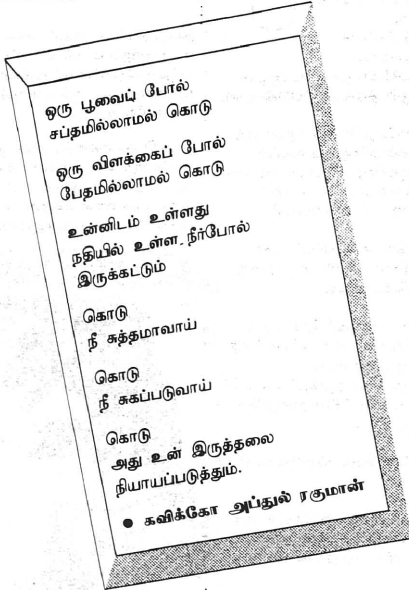 ஒரு பூவைப் போல்
சப்தமில்லாமல் கொடு
ஒரு விளக்கைப் போல்
பேதமில்லாமல் கொடு
உன்னிடம் உள்ளது
நதியில் உள்ள நீர்போல்
இருக்கட்டும்
கொடு
நீ சுத்தமாவாய்
கொடு
நீ சுகப்படுவாய்
கொடு
அது உன் இருத்தலை
நியாயப்படுத்தும்.
● கவிக்கோ அப்துல் ரகுமான்